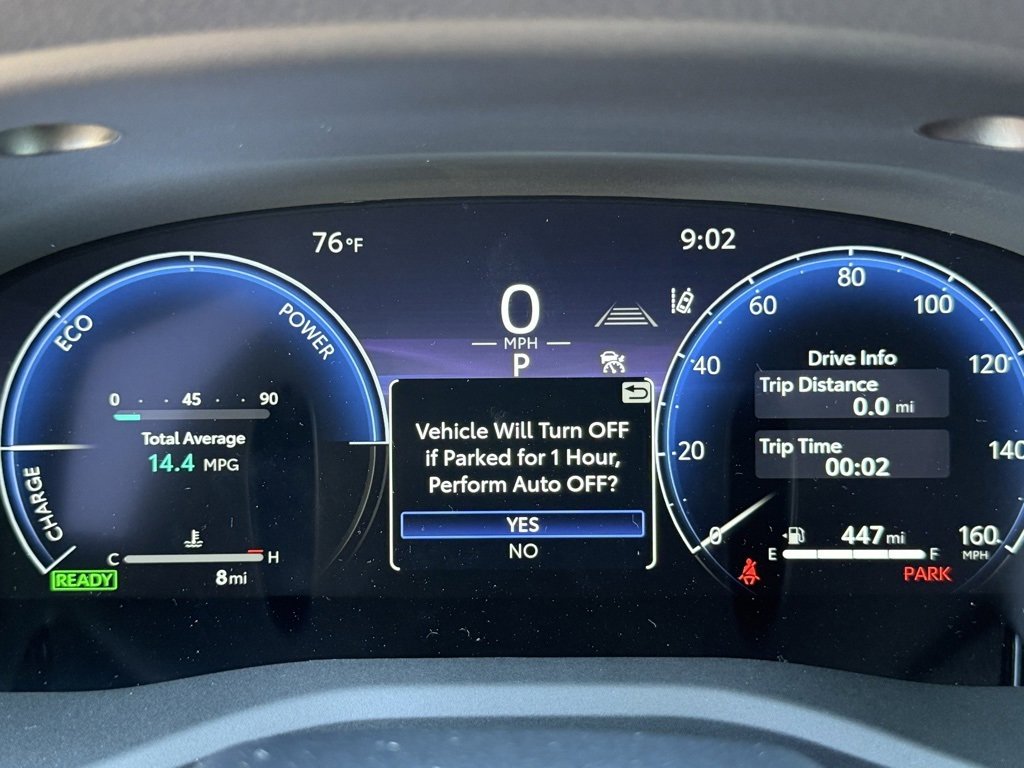 76°F
9:02
0
MPH
P
ECO
POWER
CHARGE
0 45 90
Total Average
14.4 MPG
C H
READY
8 mi
Vehicle Will Turn OFF
if Parked for 1 Hour,
Perform Auto OFF?
YES
NO
0 20 40 60 80 100 120 140 160
MPH
Drive Info
Trip Distance
0.0 mi
Trip Time
00:02
447 mi
E F
PARK